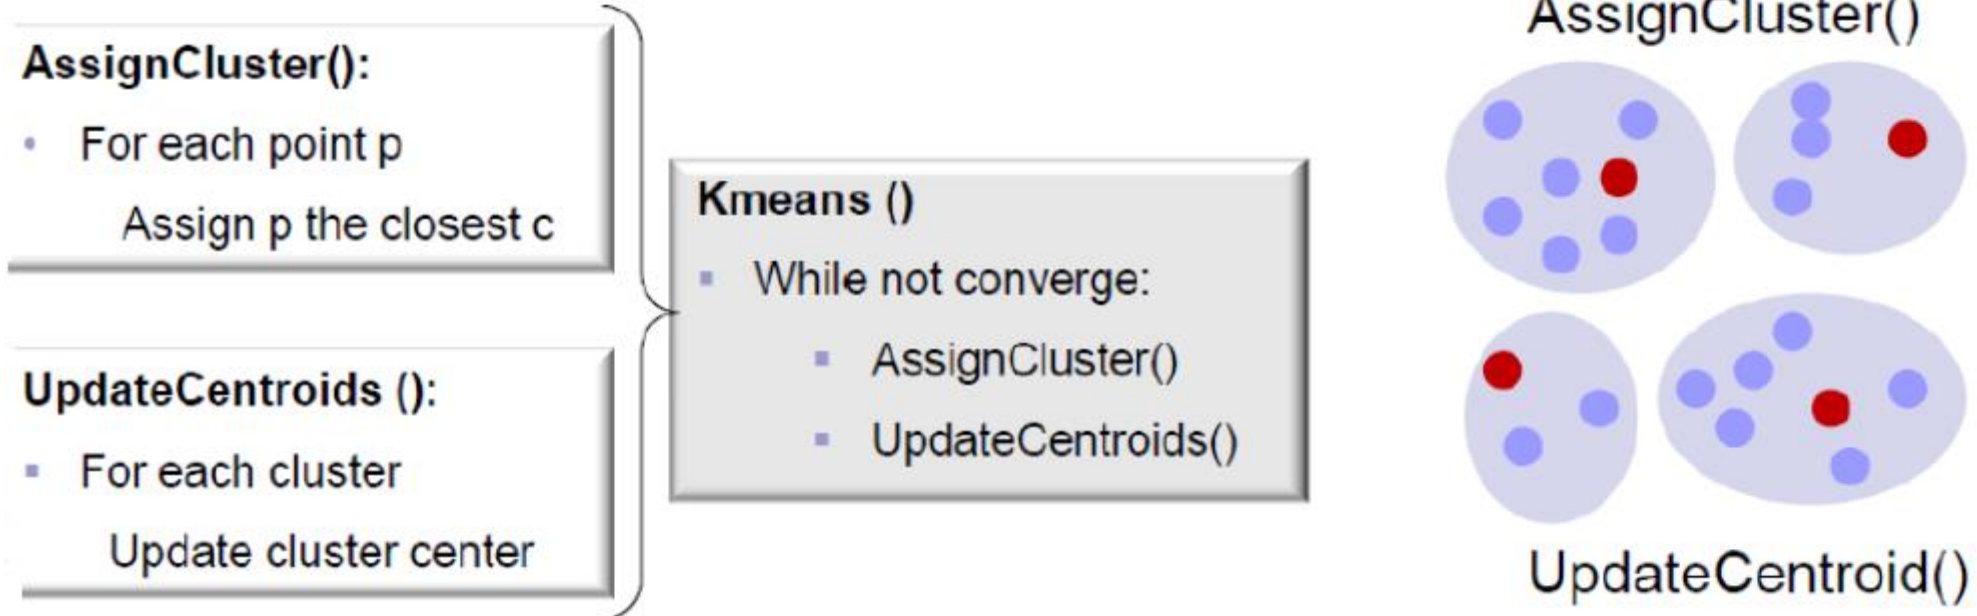 AssignCluster():
• For each point p
Assign p the closest c
UpdateCentroids ():
▪ For each cluster
Update cluster center
Kmeans ()
▪ While not converge:
▪ AssignCluster()
▪ UpdateCentroids()
AssignCluster()
UpdateCentroid()